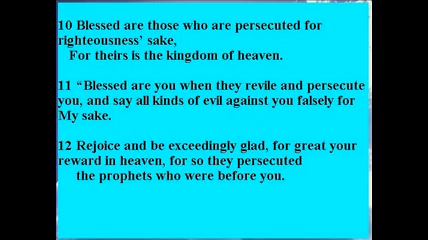 10 Blessed are those who are persecuted for
righteousness’ sake,
For theirs is the kingdom of heaven.
11 “Blessed are you when they revile and persecute
you, and say all kinds of evil against you falsely for
My sake.
12 Rejoice and be exceedingly glad, for great your
reward in heaven, for so they persecuted
the prophets who were before you.